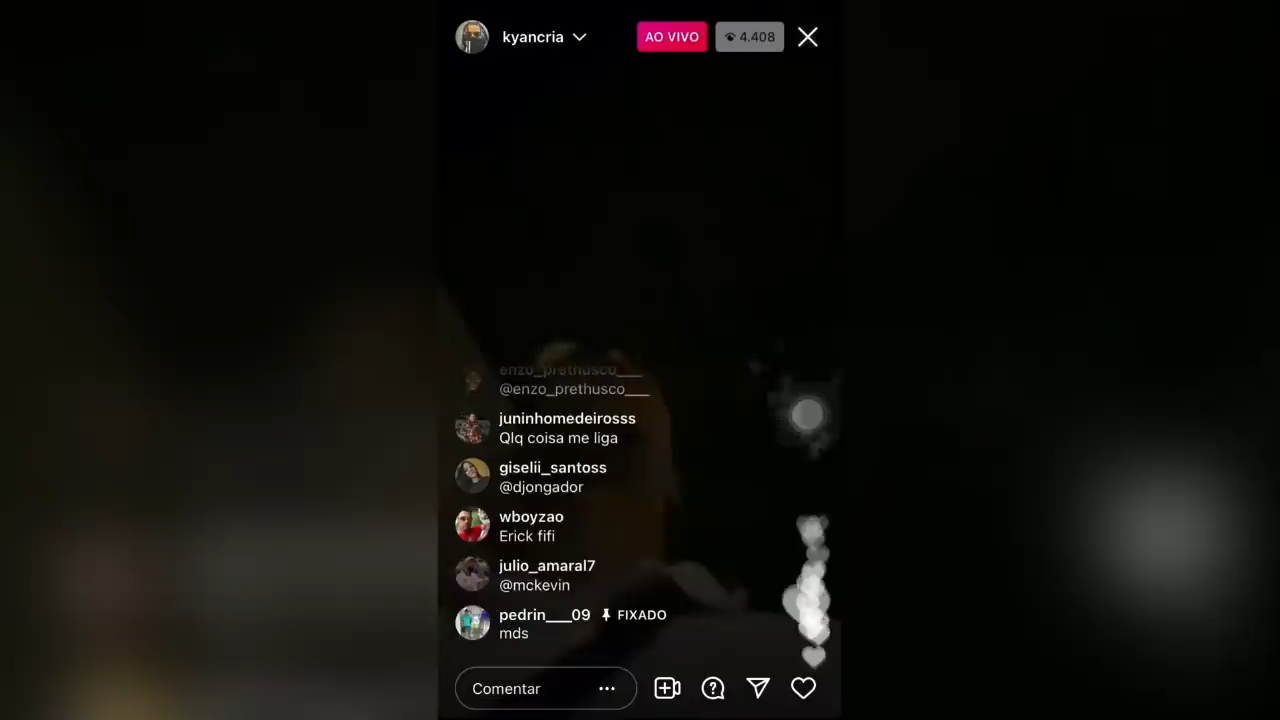 kyancria
AO VIVO
4.408
enzo_prethusco___
@enzo_prethusco___
juninhomedeirosss
Qlq coisa me liga
giselii_santoss
@djongador
wboyzao
Erick fifi
julio_amaral7
@mckevin
pedrin___09 FIXADO
mds
Comentar